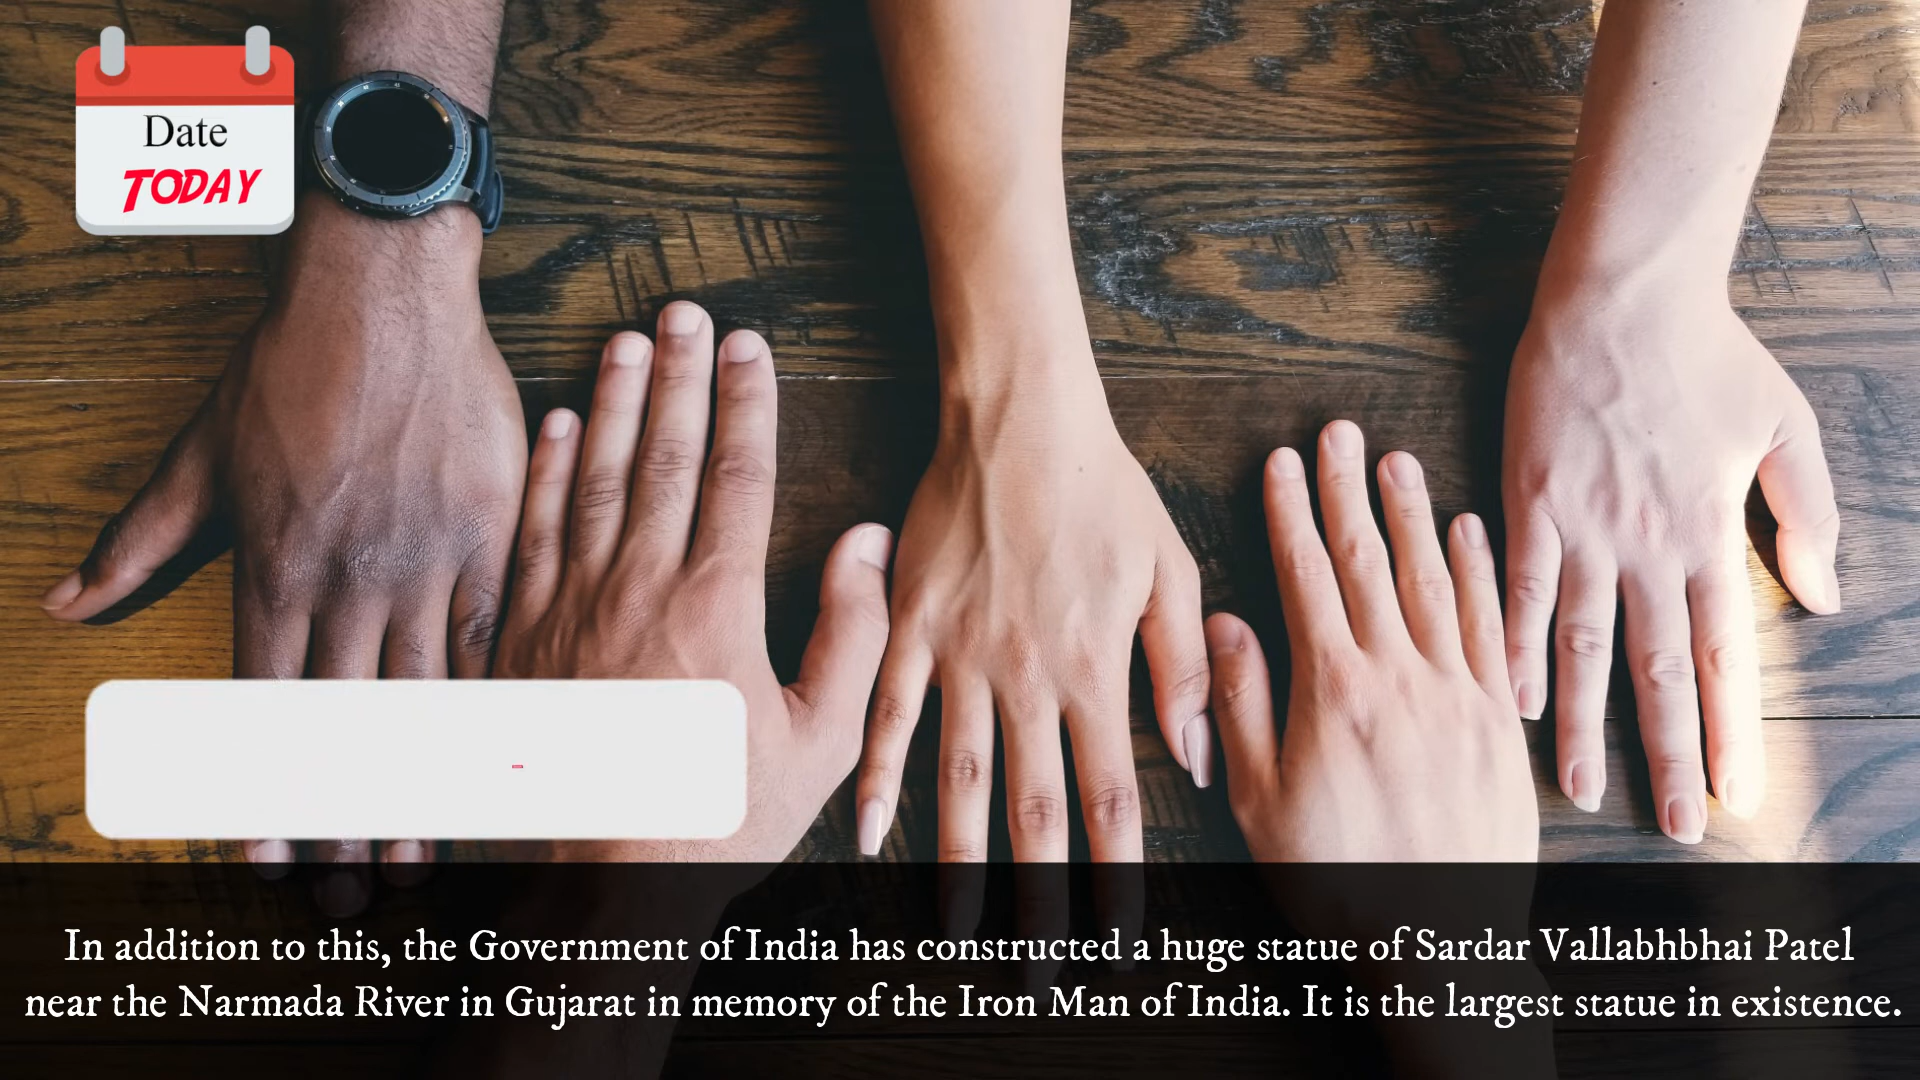 Date
TODAY
In addition to this, the Government of India has constructed a huge statue of Sardar Vallabhbhai Patel
near the Narmada River in Gujarat in memory of the Iron Man of India. It is the largest statue in existence.